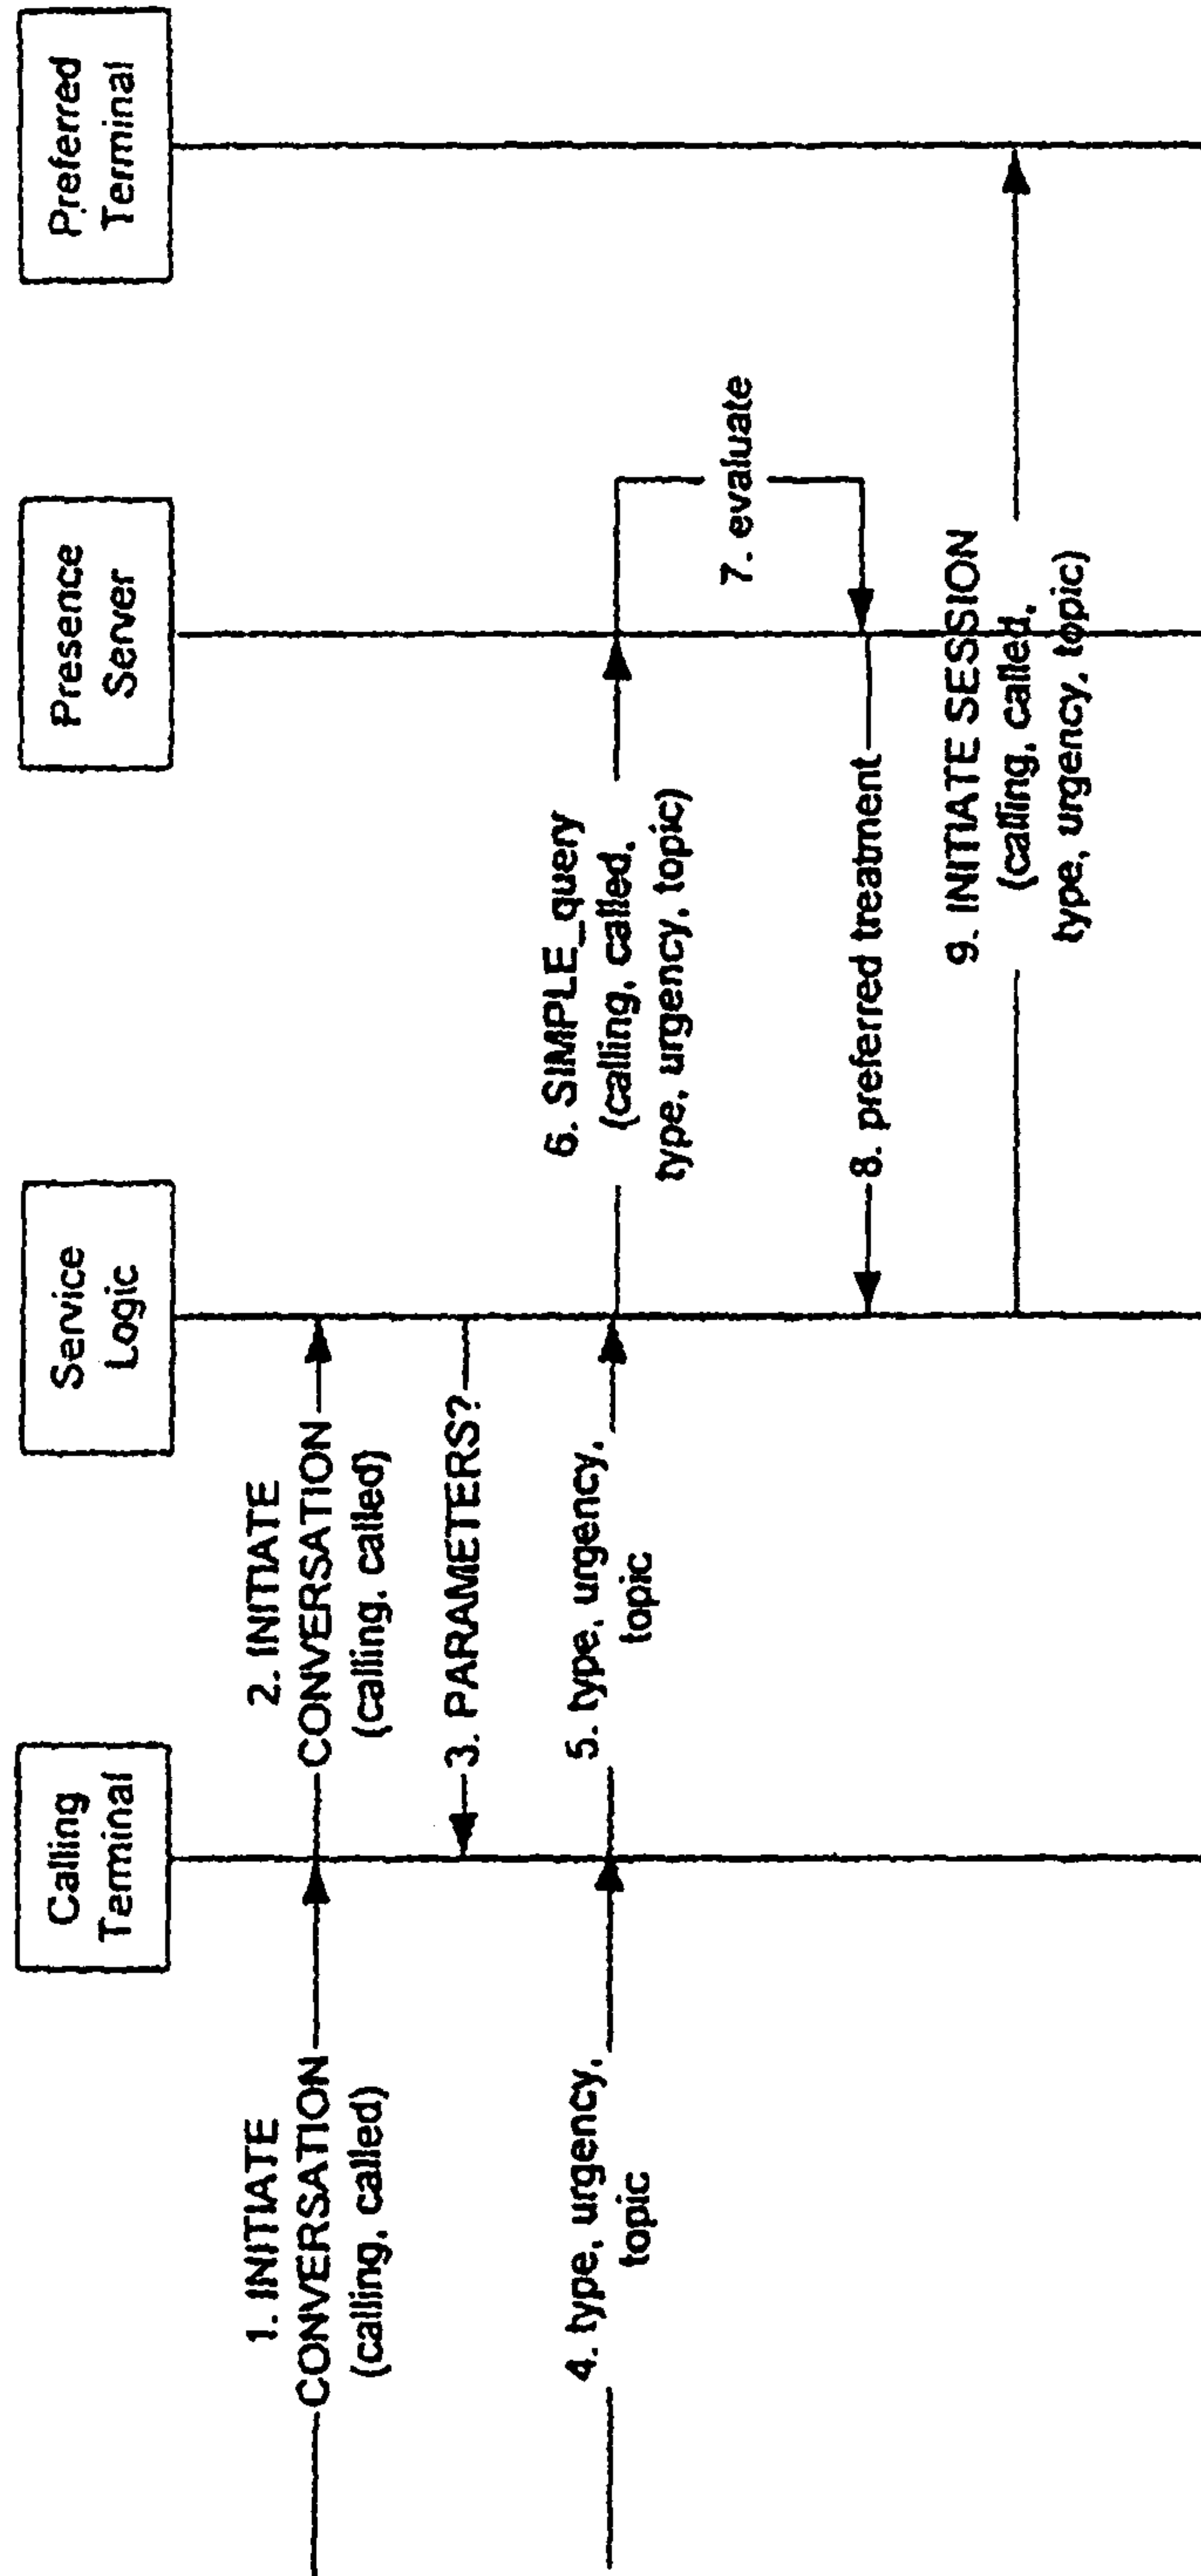 Calling
Terminal
Service
Logic
Presence
Server
Preferred
Terminal
1. INITIATE
CONVERSATION
(calling, called)
2. INITIATE
CONVERSATION
(calling, called)
3. PARAMETERS?
4. type, urgency,
topic
5. type, urgency,
topic
6. SIMPLE_query
(calling, called,
type, urgency, topic)
7. evaluate
8. preferred treatment
9. INITIATE SESSION
(calling, called,
type, urgency, topic)